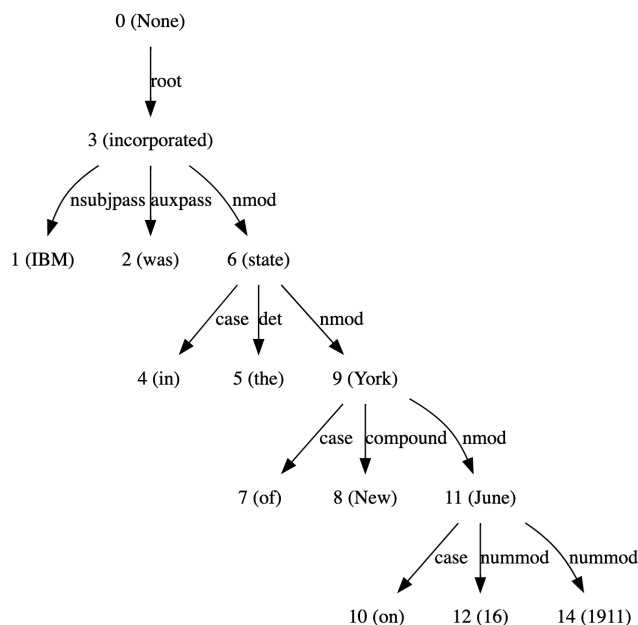 0 (None)
root
3 (incorporated)
nsubjpass auxpass nmod
1 (IBM) 2 (was) 6 (state)
case det nmod
4 (in) 5 (the) 9 (York)
case compound nmod
7 (of) 8 (New) 11 (June)
case nummod nummod
10 (on) 12 (16) 14 (1911)